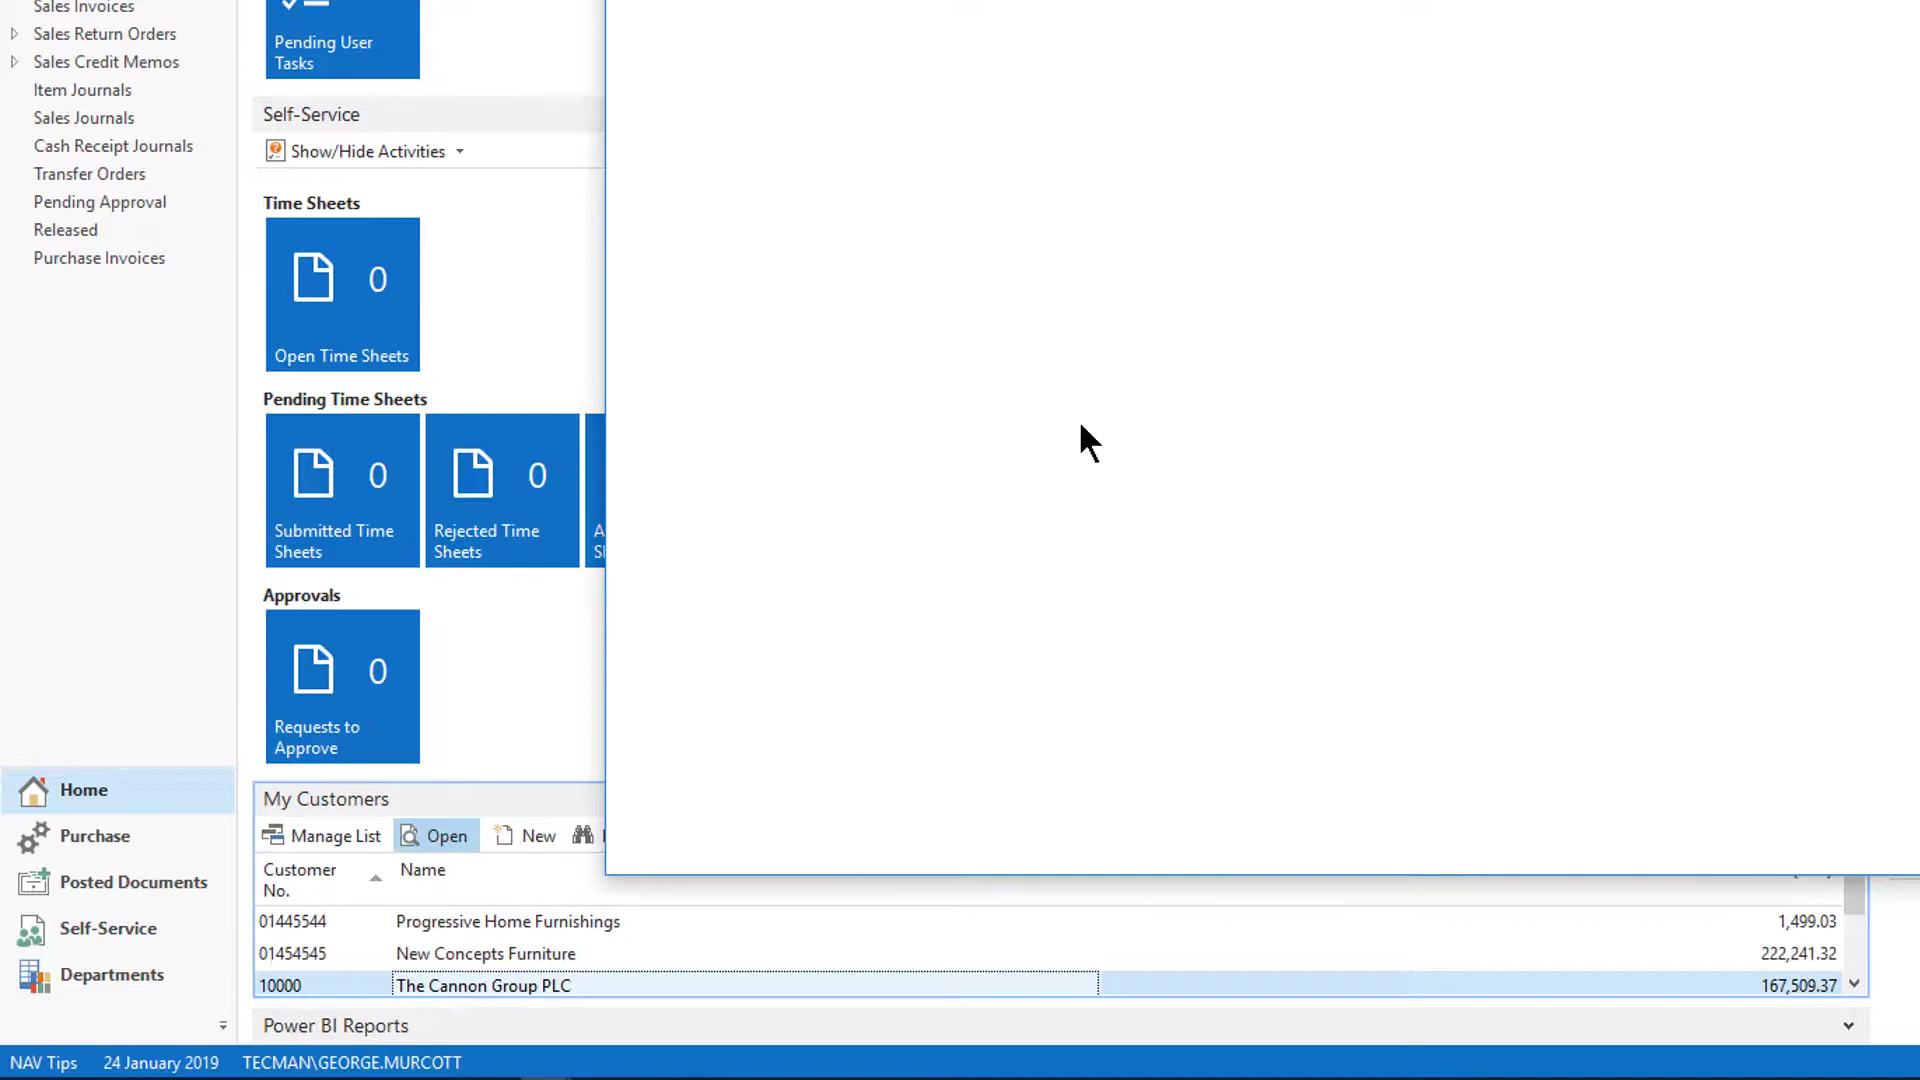 Sales Invoices
Sales Return Orders
Sales Credit Memos
Item Journals
Sales Journals
Cash Receipt Journals
Transfer Orders
Pending Approval
Released
Purchase Invoices
Home
Purchase
Posted Documents
Self-Service
Departments
Pending User
Tasks
Self-Service
Show/Hide Activities
Time Sheets
0
Open Time Sheets
Pending Time Sheets
0
Submitted Time
Sheets
0
Rejected Time
Sheets
Approvals
0
Requests to
Approve
My Customers
Manage List Open New
Customer
No. Name
01445544 Progressive Home Furnishings 1,499.03
01454545 New Concepts Furniture 222,241.32
10000 The Cannon Group PLC 167,509.37
Power BI Reports
NAV Tips 24 January 2019 TECMAN\GEORGE.MURCOTT